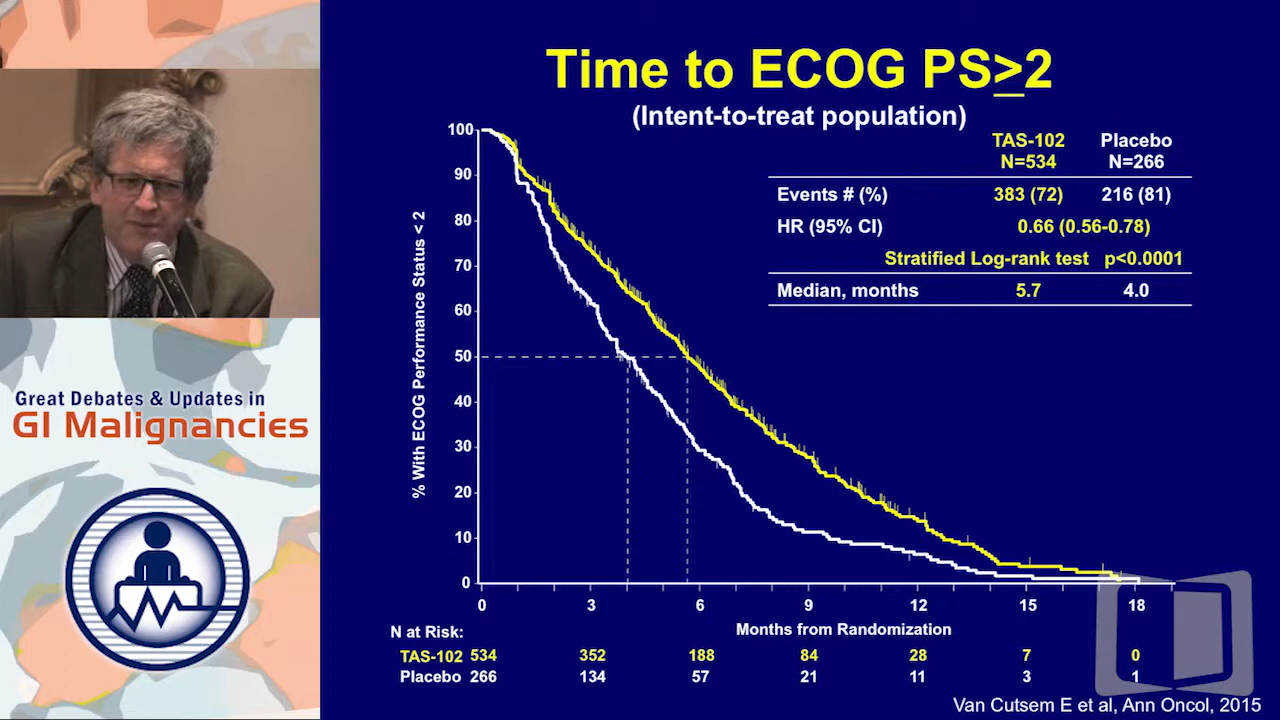 Time to ECOG PS≥2
(Intent-to-treat population)
TAS-102 Placebo
N=534 N=266
Events # (%) 383 (72) 216 (81)
HR (95% CI) 0.66 (0.56-0.78)
Stratified Log-rank test p<0.0001
Median, months 5.7 4.0
% With ECOG Performance Status < 2
100
90
80
70
60
50
40
30
20
10
0
0 3 6 9 12 15 18
Months from Randomization
N at Risk:
TAS-102 534 352 188 84 28 7 0
Placebo 266 134 57 21 11 3 1
Van Cutsem E et al, Ann Oncol, 2015
Great Debates & Updates in
GI Malignancies